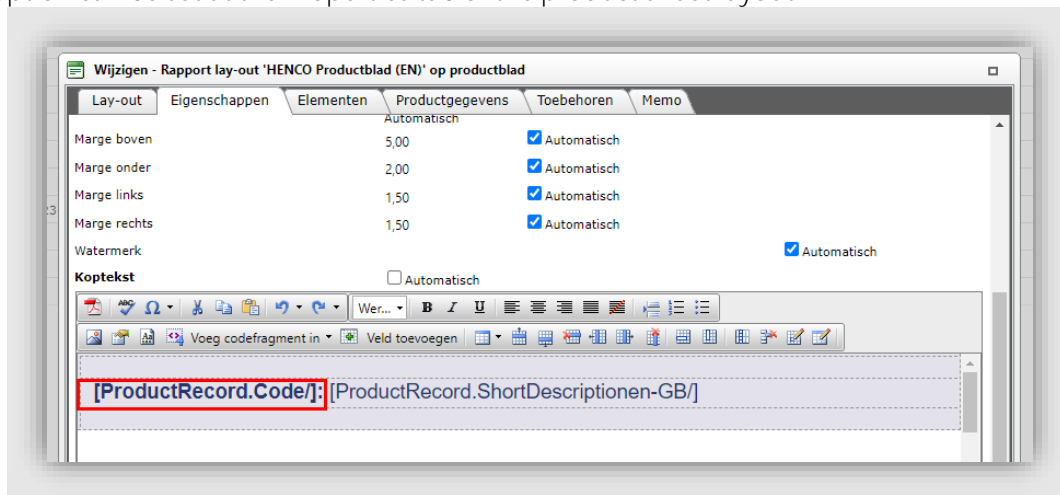 Wijzigen - Rapport lay-out 'HENCO Productblad (EN)' op productblad
Lay-out Eigenschappen Elementen Productgegevens Toebehoren Memo
Automatisch
Marge boven 5,00 Automatisch
Marge onder 2,00 Automatisch
Marge links 1,50 Automatisch
23
Marge rechts 1,50 Automatisch
Watermerk Automatisch
Koptekst Automatisch
ABC Ω Wer... B I U
Voeg codefragment in Veld toevoegen
[ProductRecord.Code/]: [ProductRecord.ShortDescriptionen-GB/]